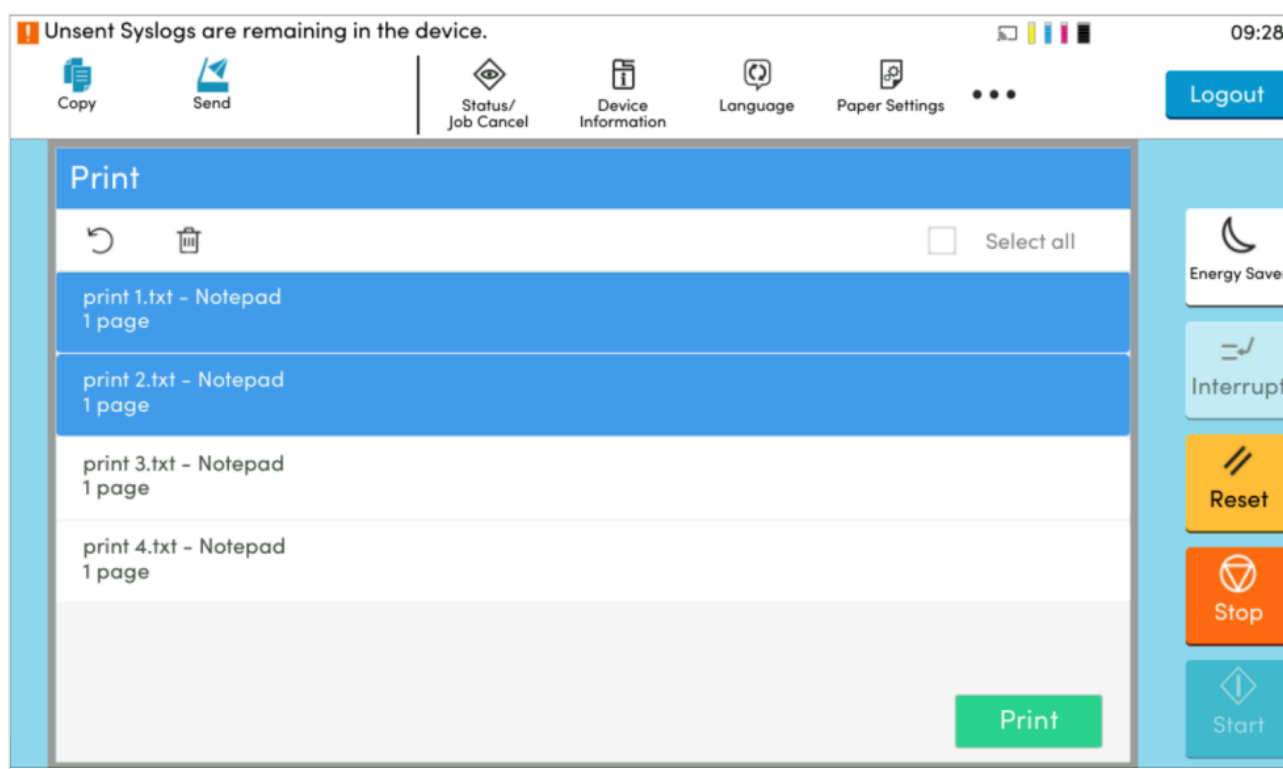 Unsent Syslogs are remaining in the device.
09:28
Copy
Send
Status/
Job Cancel
Device
Information
Language
Paper Settings
Logout
Print
Select all
print 1.txt - Notepad
1 page
print 2.txt - Notepad
1 page
print 3.txt - Notepad
1 page
print 4.txt - Notepad
1 page
Print
Energy Save
Interrupt
Reset
Stop
Start